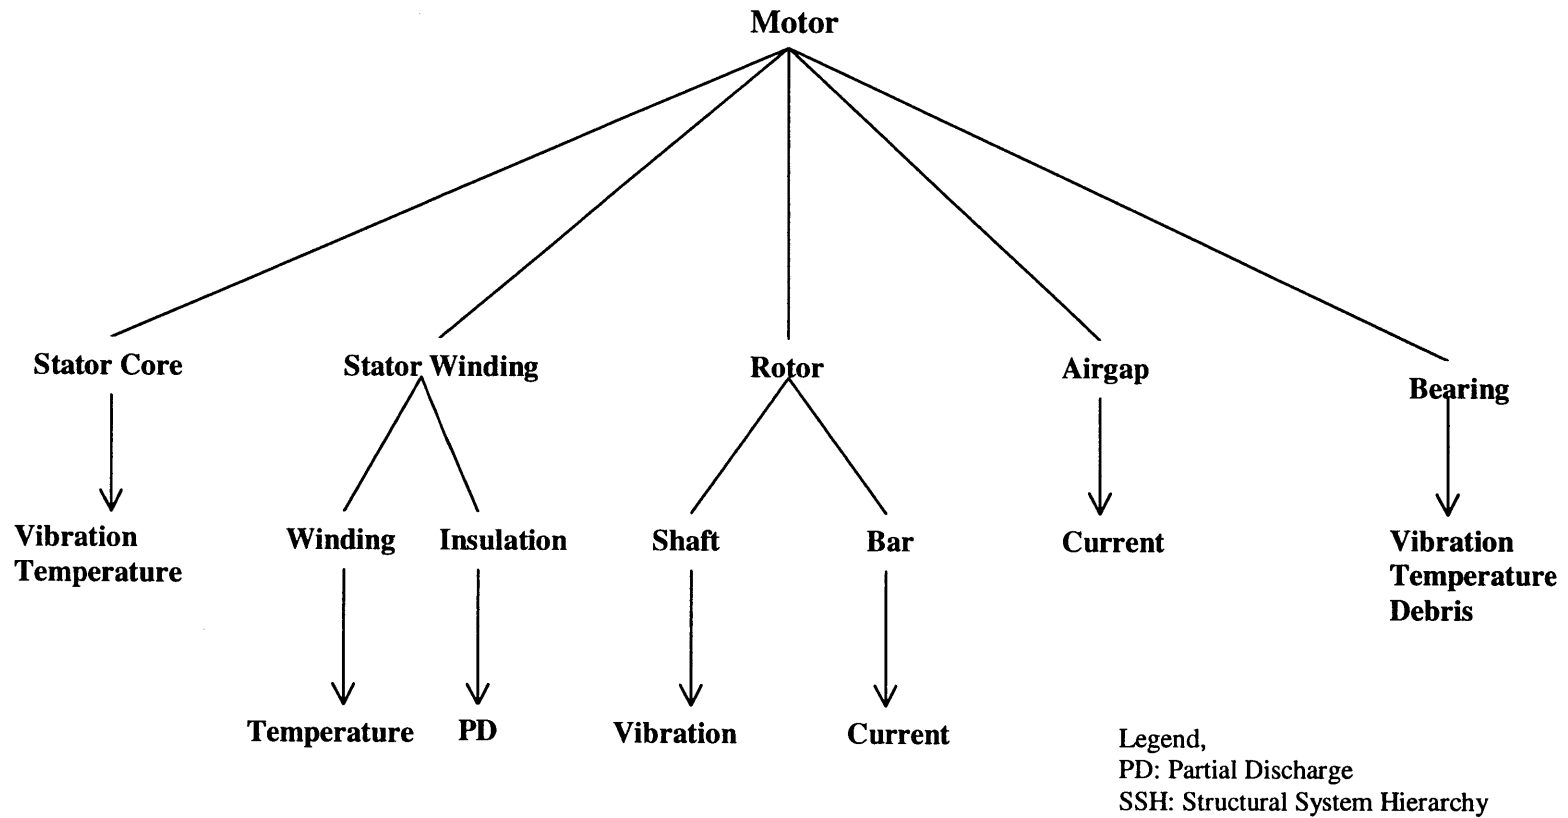 Motor
Stator Core
Stator Winding
Rotor
Airgap
Bearing
Vibration
Temperature
Winding
Insulation
Shaft
Bar
Current
Vibration
Temperature
Debris
Temperature
PD
Vibration
Current
Legend,
PD: Partial Discharge
SSH: Structural System Hierarchy